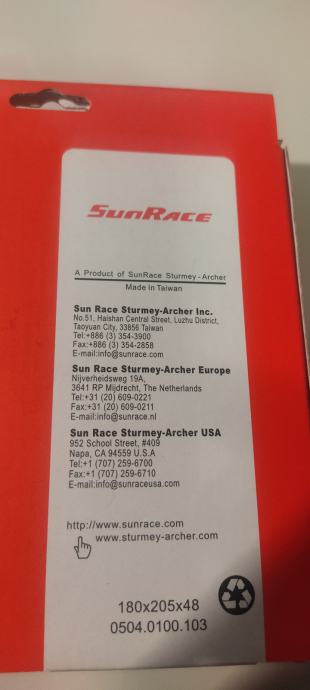 SunRace
A Product of SunRace Sturmey-Archer
Made in Taiwan
Sun Race Sturmey-Archer Inc.
No.51, Haishan Central Street, Luzhu District,
Taoyuan City, 33856 Taiwan
Tel:+886 (3) 354-3900
Fax:+886 (3) 354-2858
E-mail:info@sunrace.com
Sun Race Sturmey-Archer Europe
Nijverheidsweg 19A,
3641 RP Mijdrecht, The Netherlands
Tel:+31 (20) 609-0221
Fax:+31 (20) 609-0211
E-mail:info@sunrace.nl
Sun Race Sturmey-Archer USA
952 School Street, #409
Napa, CA 94559 U.S.A
Tel:+1 (707) 259-6700
Fax:+1 (707) 259-6710
E-mail:info@sunraceusa.com
http://www.sunrace.com
www.sturmey-archer.com
180x205x48
0504.0100.103